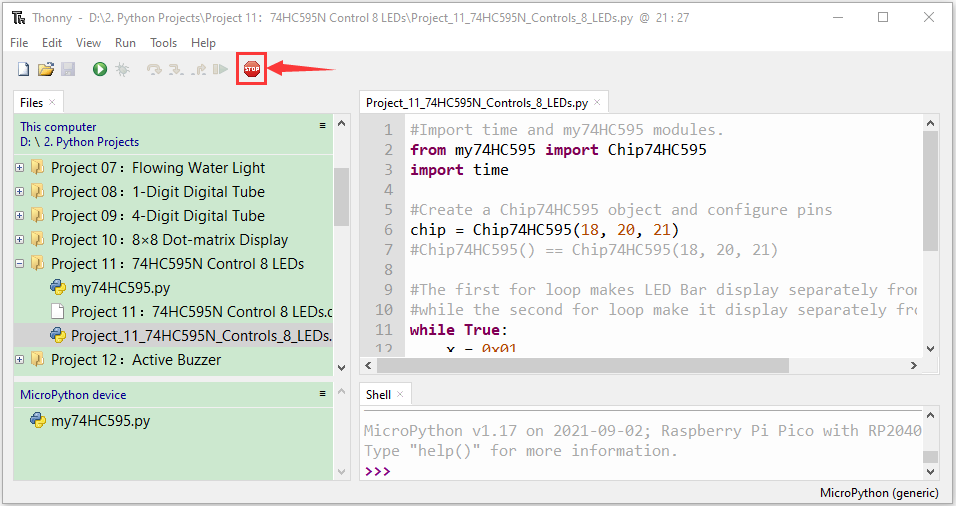 Thonny - D:\2. Python Projects\Project 11：74HC595N Control 8 LEDs\Project_11_74HC595N_Controls_8_LEDs.py @ 21 : 27
File Edit View Run Tools Help
STOP
Files
This computer
D: \ 2. Python Projects
Project 07：Flowing Water Light
Project 08：1-Digit Digital Tube
Project 09：4-Digit Digital Tube
Project 10：8×8 Dot-matrix Display
Project 11：74HC595N Control 8 LEDs
my74HC595.py
Project 11：74HC595N Control 8 LEDs.c
Project_11_74HC595N_Controls_8_LEDs.
Project 12：Active Buzzer
MicroPython device
my74HC595.py
Project_11_74HC595N_Controls_8_LEDs.py
1 #Import time and my74HC595 modules.
2 from my74HC595 import Chip74HC595
3 import time
4
5 #Create a Chip74HC595 object and configure pins
6 chip = Chip74HC595(18, 20, 21)
7 #Chip74HC595() == Chip74HC595(18, 20, 21)
8
9 #The first for loop makes LED Bar display separately from
10 #while the second for loop make it display separately fro
11 while True:
12 x = 0x01
Shell
MicroPython v1.17 on 2021-09-02; Raspberry Pi Pico with RP2040
Type "help()" for more information.
>>>
MicroPython (generic)